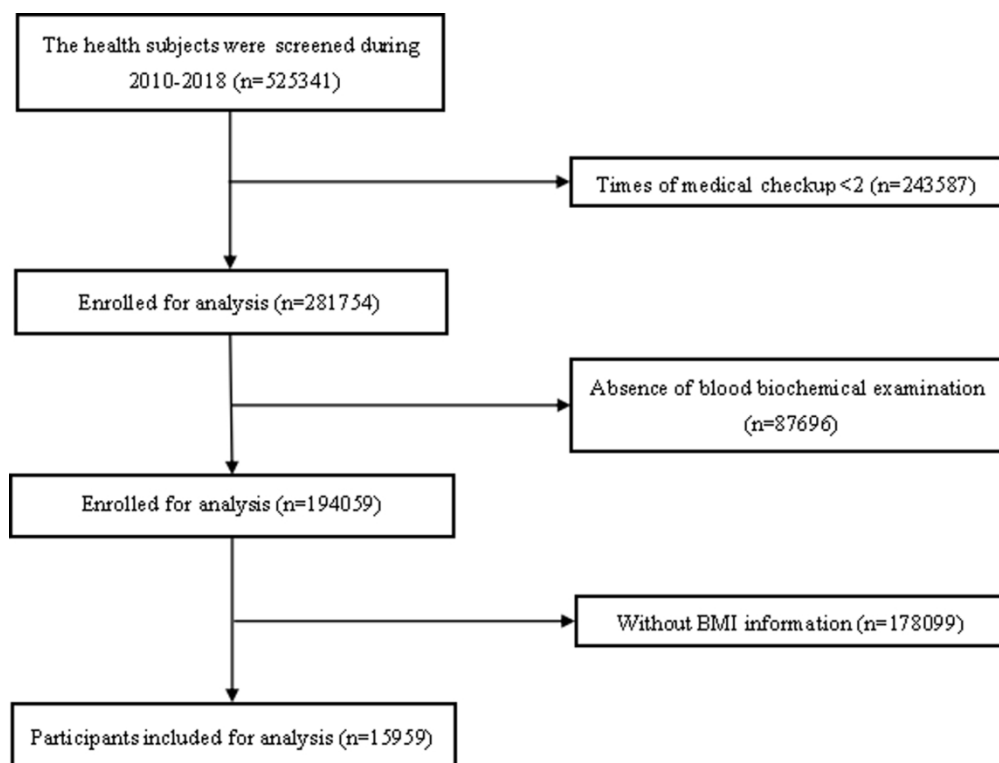 The health subjects were screened during
2010-2018 (n=525341)
Times of medical checkup <2 (n=243587)
Enrolled for analysis (n=281754)
Absence of blood biochemical examination
(n=87696)
Enrolled for analysis (n=194059)
Without BMI information (n=178099)
Participants included for analysis (n=15959)